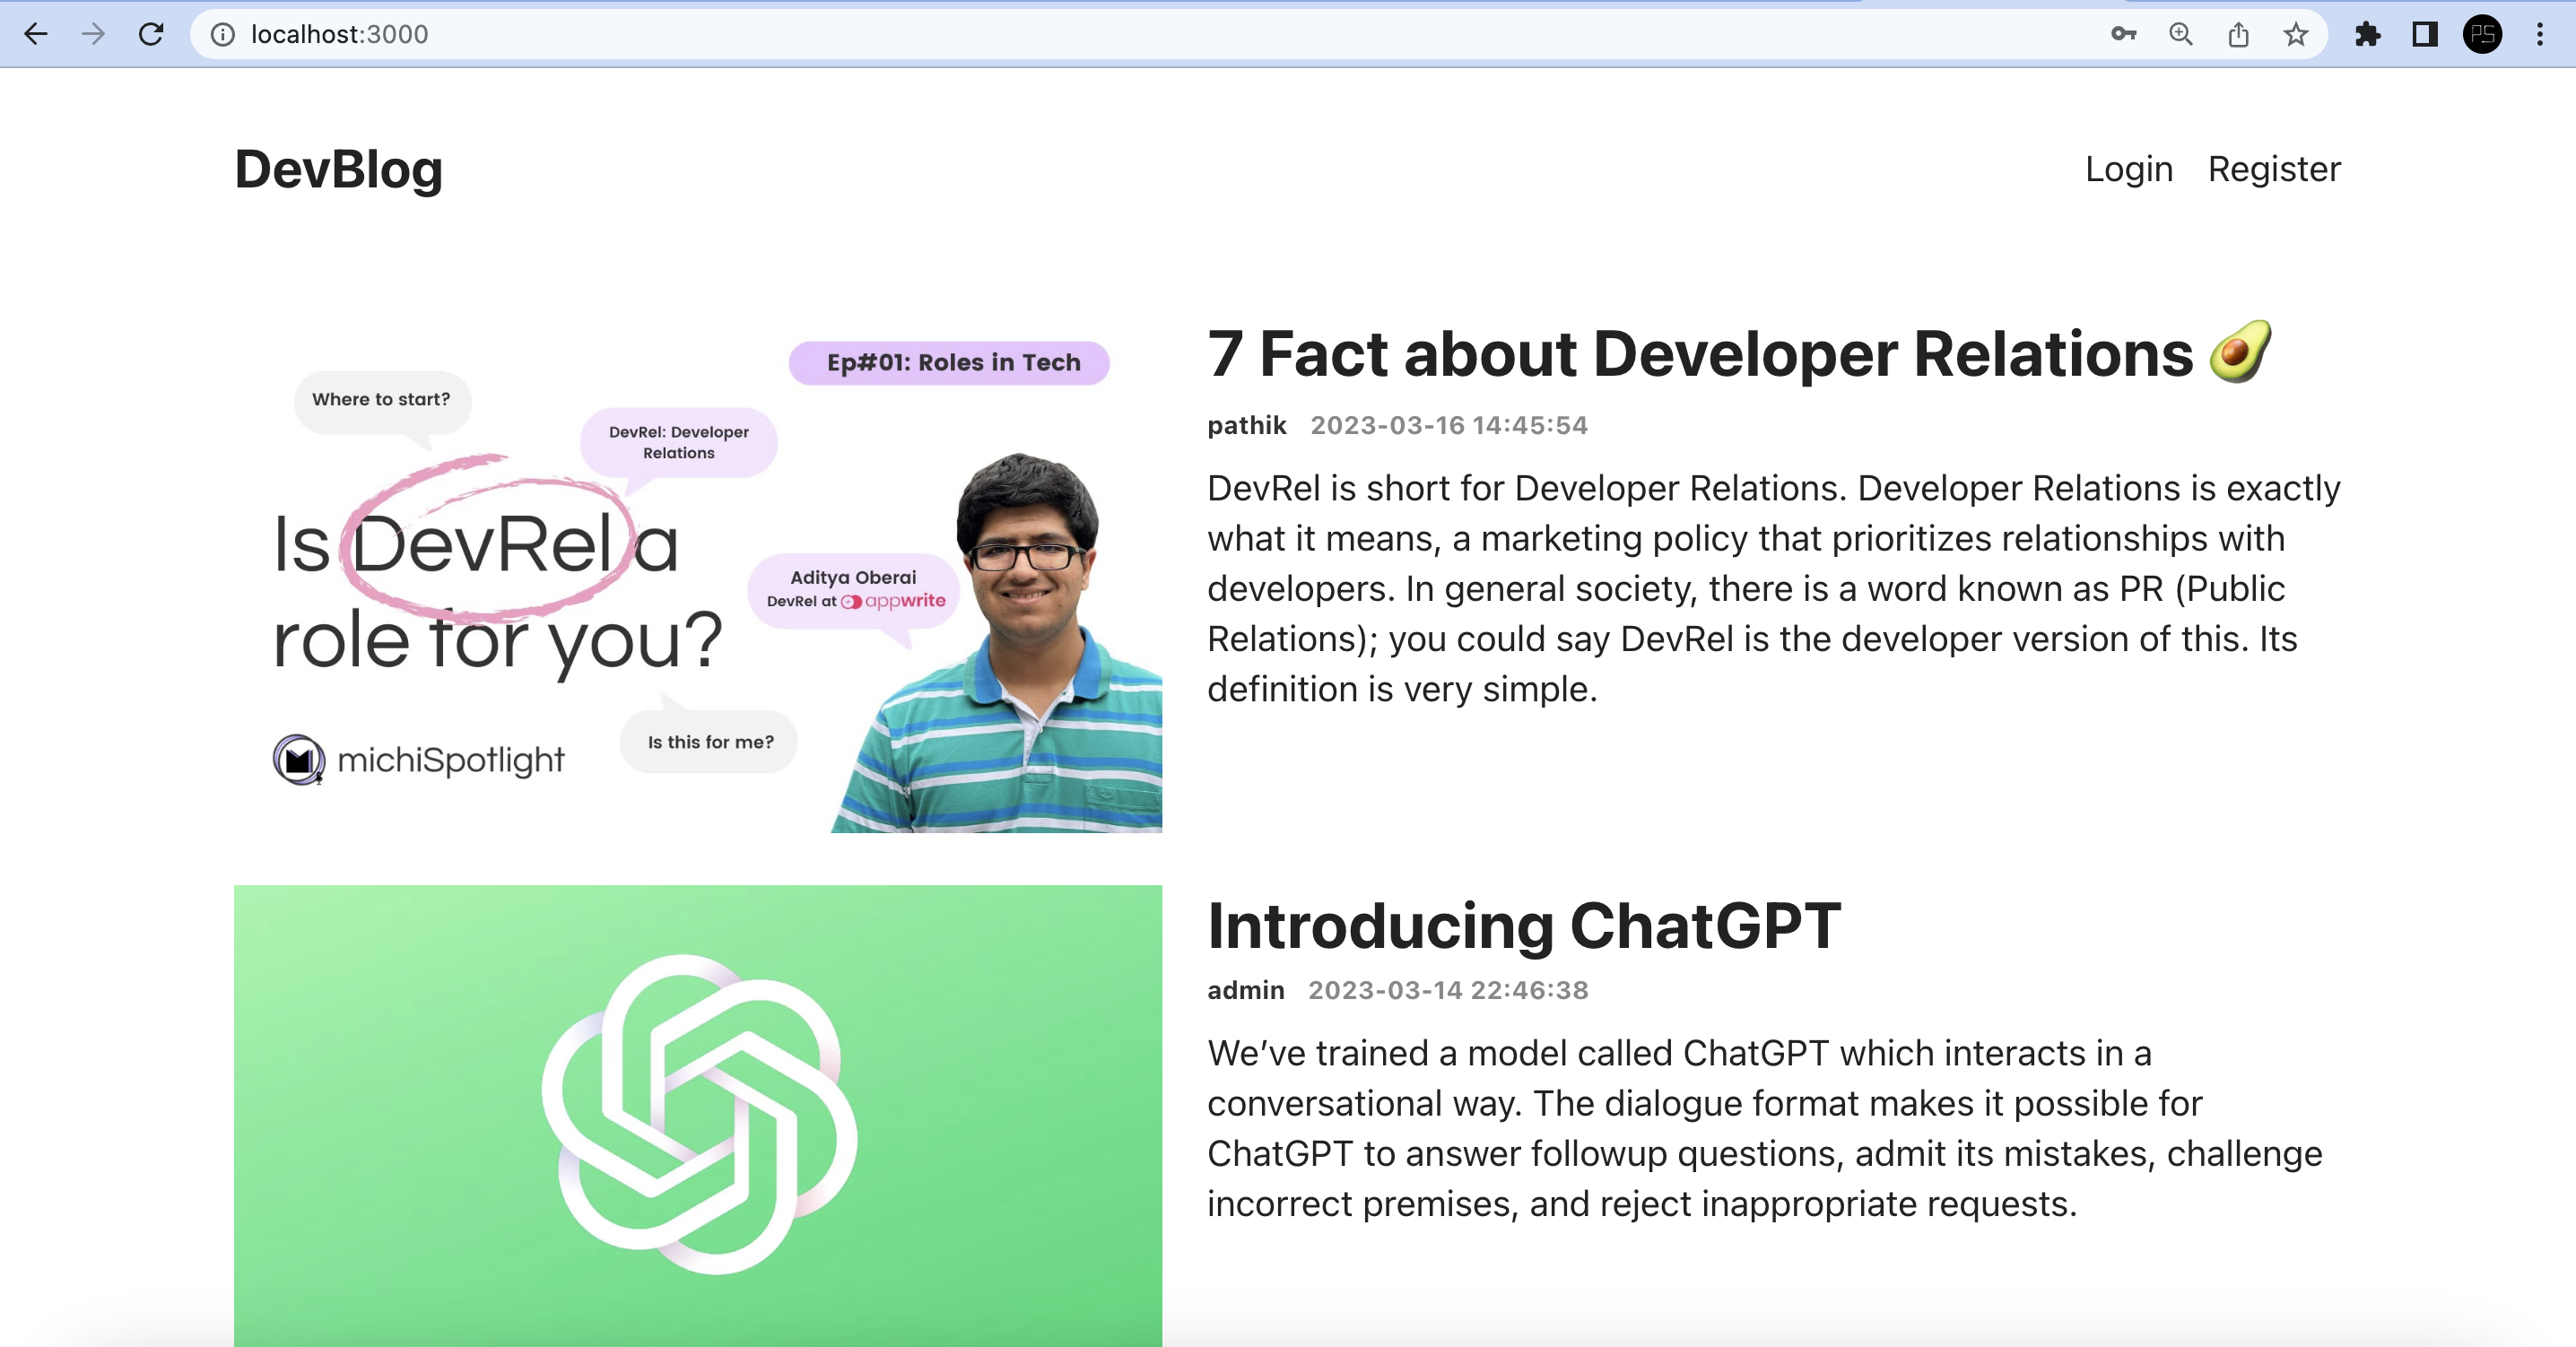 localhost:3000
PS
DevBlog
Login Register
Ep#01: Roles in Tech
Where to start?
DevRel: Developer
Relations
Is DevRel a
role for you?
Aditya Oberai
DevRel at appwrite
Is this for me?
michiSpotlight
7 Fact about Developer Relations 🥑
pathik 2023-03-16 14:45:54
DevRel is short for Developer Relations. Developer Relations is exactly
what it means, a marketing policy that prioritizes relationships with
developers. In general society, there is a word known as PR (Public
Relations); you could say DevRel is the developer version of this. Its
definition is very simple.
Introducing ChatGPT
admin 2023-03-14 22:46:38
We’ve trained a model called ChatGPT which interacts in a
conversational way. The dialogue format makes it possible for
ChatGPT to answer followup questions, admit its mistakes, challenge
incorrect premises, and reject inappropriate requests.